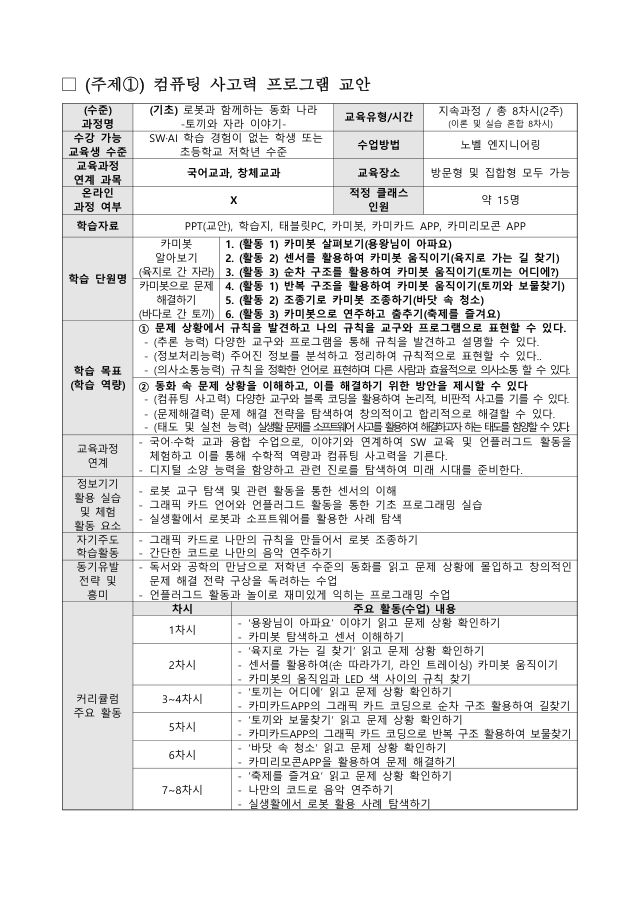 □ (주제①) 컴퓨팅 사고력 프로그램 교안
(수준)
과정명
(기초) 로봇과 함께하는 동화 나라
-토끼와 자라 이야기-
교육유형/시간
지속과정 / 총 8차시(2주)
(이론 및 실습 혼합 8차시)
수강 가능
교육생 수준
SW·AI 학습 경험이 없는 학생 또는
초등학교 저학년 수준
수업방법
노벨 엔지니어링
교육과정
연계 과목
국어교과, 창체교과
교육장소
방문형 및 집합형 모두 가능
온라인
과정 여부
X
적정 클래스
인원
약 15명
학습자료
PPT(교안), 학습지, 태블릿PC, 카미봇, 카미카드 APP, 카미리모콘 APP
학습 단원명
카미봇
알아보기
(육지로 간 자라)
1. (활동 1) 카미봇 살펴보기(용왕님이 아파요)
2. (활동 2) 센서를 활용하여 카미봇 움직이기(육지로 가는 길 찾기)
3. (활동 3) 순차 구조를 활용하여 카미봇 움직이기(토끼는 어디에?)
카미봇으로 문제
해결하기
(바다로 간 토끼)
4. (활동 1) 반복 구조를 활용하여 카미봇 움직이기(토끼와 보물찾기)
5. (활동 2) 조종기로 카미봇 조종하기(바닷 속 청소)
6. (활동 3) 카미봇으로 연주하고 춤추기(축제를 즐겨요)
학습 목표
(학습 역량)
① 문제 상황에서 규칙을 발견하고 나의 규칙을 교구와 프로그램으로 표현할 수 있다.
- (추론 능력) 다양한 교구와 프로그램을 통해 규칙을 발견하고 설명할 수 있다.
- (정보처리능력) 주어진 정보를 분석하고 정리하여 규칙적으로 표현할 수 있다..
- (의사소통능력) 규칙을 정확한 언어로 표현하며 다른 사람과 효율적으로 의사소통 할 수 있다.
② 동화 속 문제 상황을 이해하고, 이를 해결하기 위한 방안을 제시할 수 있다
- (컴퓨팅 사고력) 다양한 교구와 블록 코딩을 활용하여 논리적, 비판적 사고를 기를 수 있다.
- (문제해결력) 문제 해결 전략을 탐색하여 창의적이고 합리적으로 해결할 수 있다.
- (태도 및 실천 능력) 실생활 문제를 소프트웨어 사고를 활용하여 해결하고자 하는 태도를 함양할 수 있다.
교육과정
연계
- 국어·수학 교과 융합 수업으로, 이야기와 연계하여 SW 교육 및 언플러그드 활동을
체험하고 이를 통해 수학적 역량과 컴퓨팅 사고력을 기른다.
- 디지털 소양 능력을 함양하고 관련 진로를 탐색하여 미래 시대를 준비한다.
정보기기
활용 실습
및 체험
활동 요소
- 로봇 교구 탐색 및 관련 활동을 통한 센서의 이해
- 그래픽 카드 언어와 언플러그드 활동을 통한 기초 프로그래밍 실습
- 실생활에서 로봇과 소프트웨어를 활용한 사례 탐색
자기주도
학습활동
- 그래픽 카드로 나만의 규칙을 만들어서 로봇 조종하기
- 간단한 코드로 나만의 음악 연주하기
동기유발
전략 및
흥미
- 독서와 공학의 만남으로 저학년 수준의 동화를 읽고 문제 상황에 몰입하고 창의적인
문제 해결 전략 구상을 독려하는 수업
- 언플러그드 활동과 놀이로 재미있게 익히는 프로그래밍 수업
커리큘럼
주요 활동
차시
주요 활동(수업) 내용
1차시
- '용왕님이 아파요' 이야기 읽고 문제 상황 확인하기
- 카미봇 탐색하고 센서 이해하기
2차시
- '육지로 가는 길 찾기' 읽고 문제 상황 확인하기
- 센서를 활용하여(손 따라가기, 라인 트레이싱) 카미봇 움직이기
- 카미봇의 움직임과 LED 색 사이의 규칙 찾기
3~4차시
- '토끼는 어디에' 읽고 문제 상황 확인하기
- 카미카드APP의 그래픽 카드 코딩으로 순차 구조 활용하여 길찾기
5차시
- '토끼와 보물찾기' 읽고 문제 상황 확인하기
- 카미카드APP의 그래픽 카드 코딩으로 반복 구조 활용하여 보물찾기
6차시
- '바닷 속 청소' 읽고 문제 상황 확인하기
- 카미리모콘APP을 활용하여 문제 해결하기
7~8차시
- '축제를 즐겨요' 읽고 문제 상황 확인하기
- 나만의 코드로 음악 연주하기
- 실생활에서 로봇 활용 사례 탐색하기